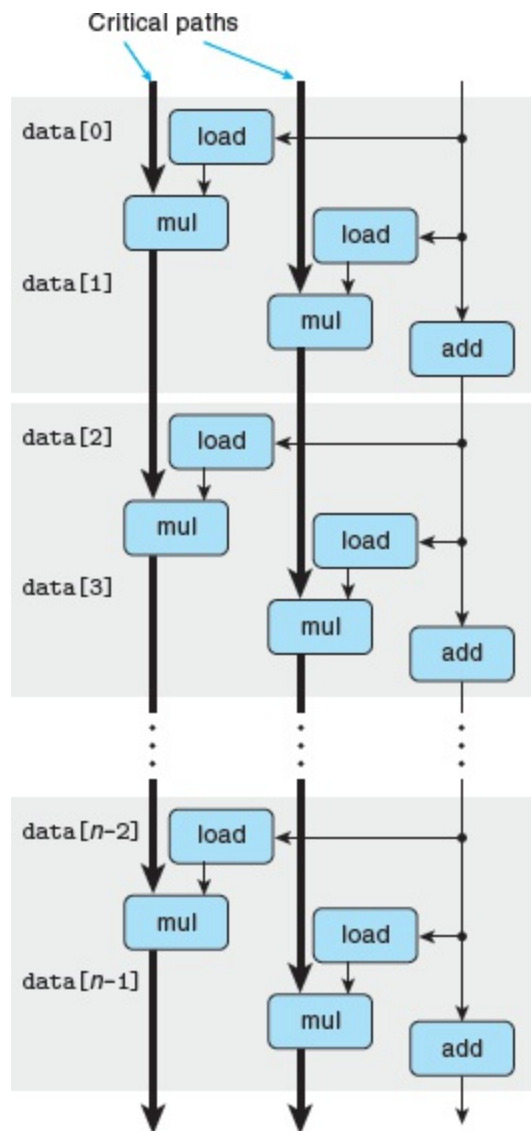 Critical paths
data[0]
load
mul
load
data[1]
mul
add
data[2]
load
mul
load
data[3]
mul
add
data[n-2]
load
mul
load
data[n-1]
mul
add